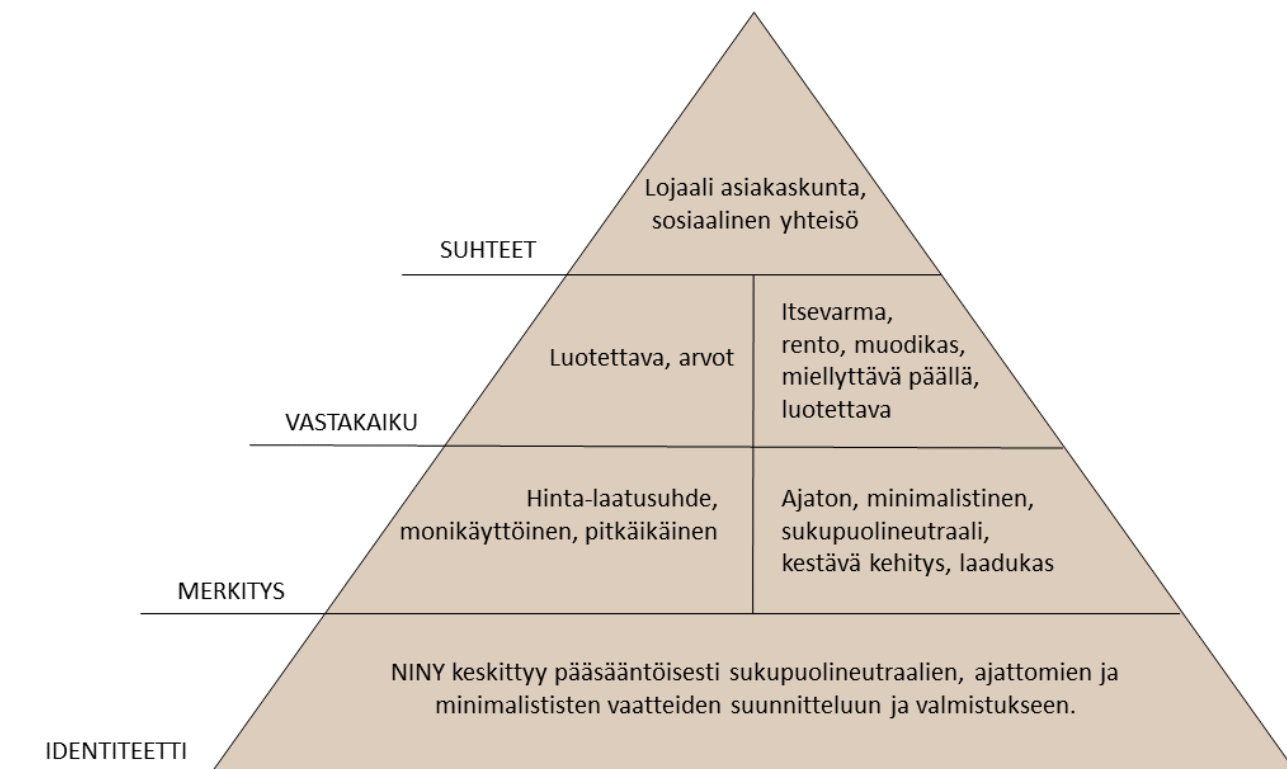 Lojaali asiakaskunta,
sosiaalinen yhteisö
SUHTEET
Luotettava, arvot
Itsevarma,
rento, muodikas,
miellyttävä päällä,
luotettava
VASTAKAIKU
Hinta-laatusuhde,
monikäyttöinen, pitkäikäinen
Ajaton, minimalistinen,
sukupuolineutraali,
kestävä kehitys, laadukas
MERKITYS
NINY keskittyy pääsääntöisesti sukupuolineutraalien, ajattomien ja
minimalististen vaatteiden suunnitteluun ja valmistukseen.
IDENTITEETTI